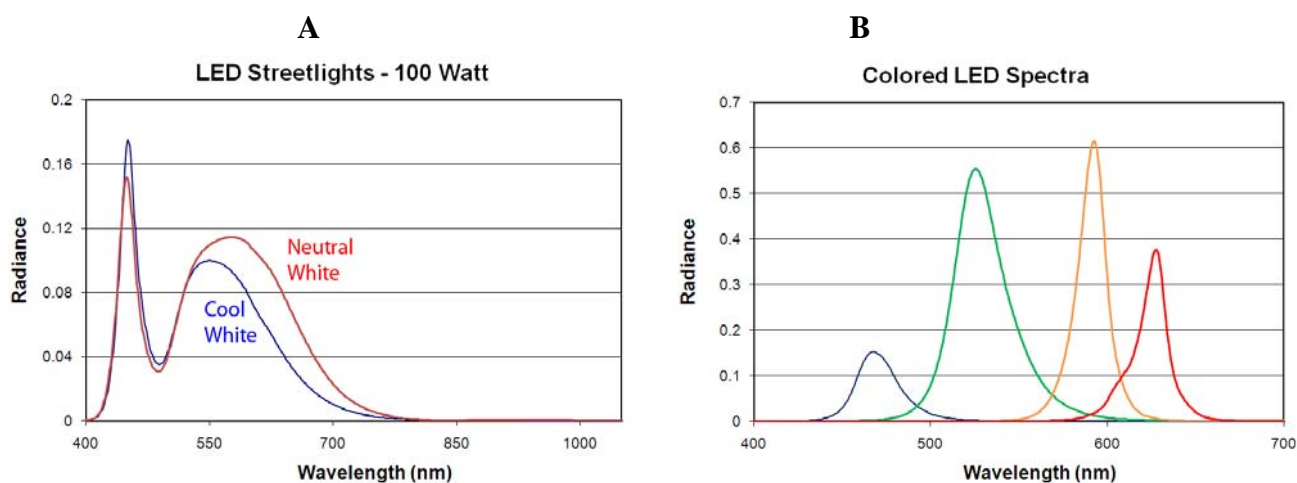 A
LED Streetlights - 100 Watt
0.2
0.16
0.12
0.08
0.04
0
Radiance
Neutral
White
Cool
White
400
550
700
850
1000
Wavelength (nm)
B
Colored LED Spectra
0.7
0.6
0.5
0.4
0.3
0.2
0.1
0
Radiance
400
500
600
700
Wavelength (nm)